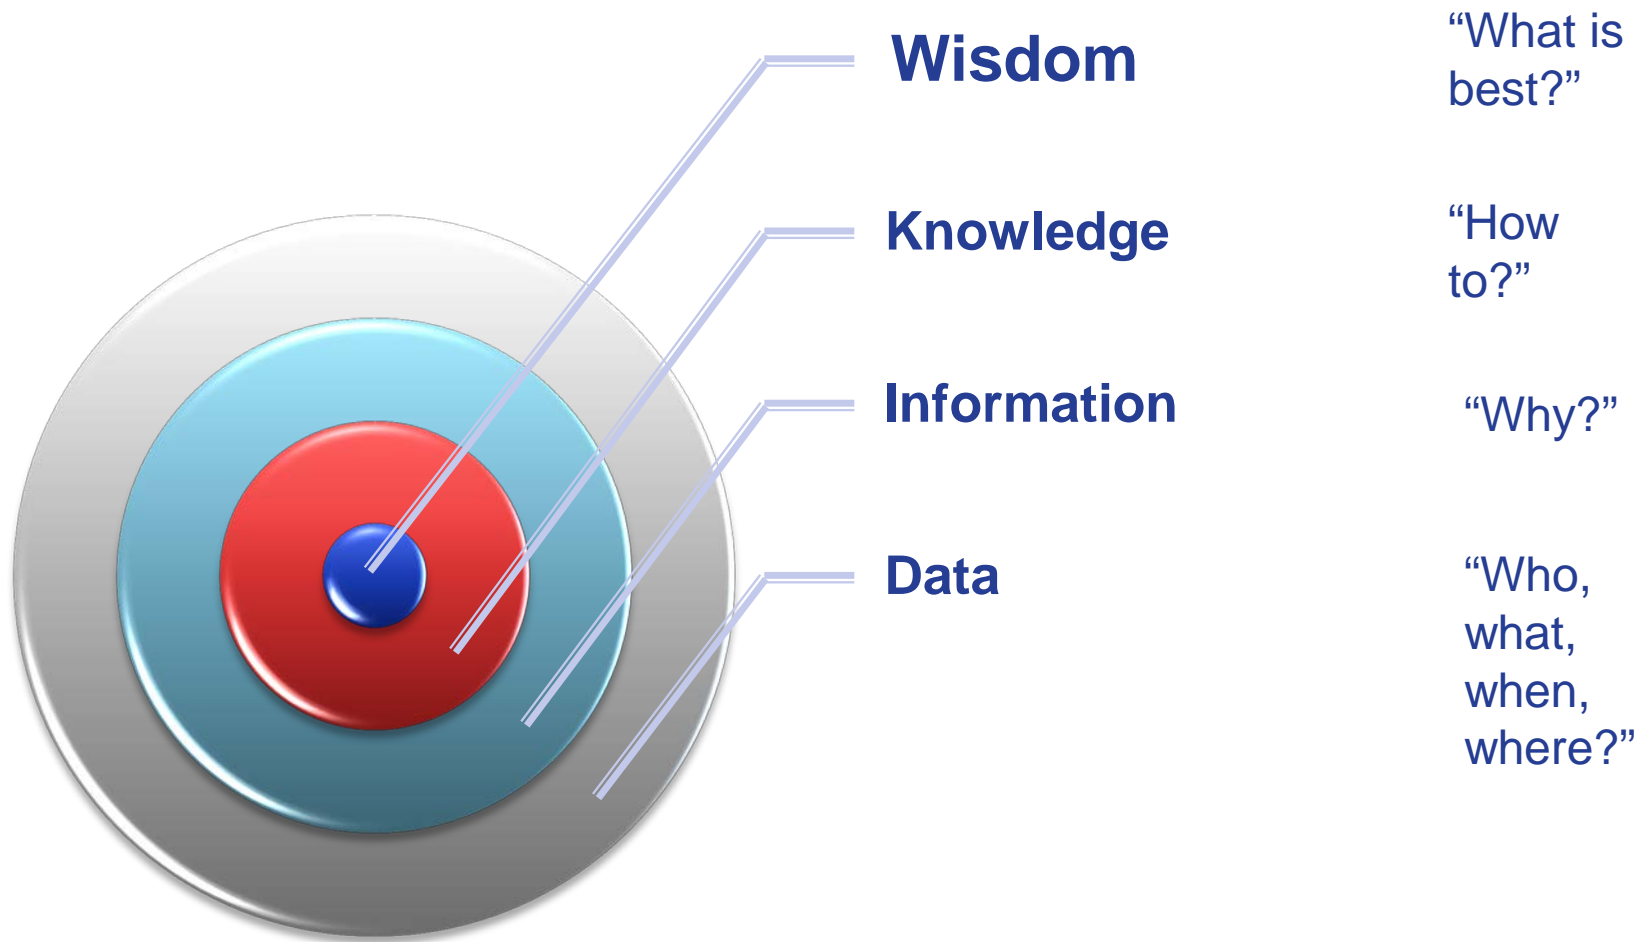 Wisdom
“What is
best?”
Knowledge
“How
to?”
Information
“Why?”
Data
“Who,
what,
when,
where?”